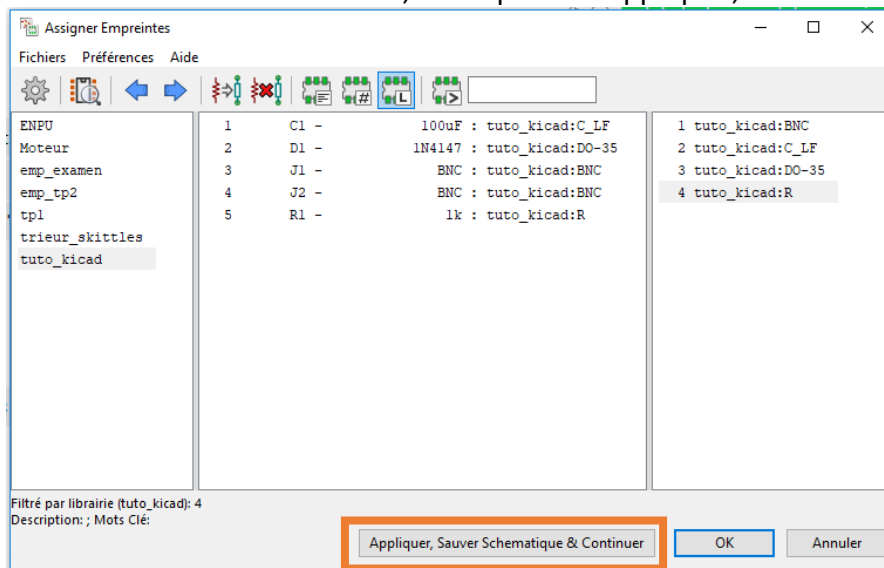 Assigner Empreintes
Fichiers Préférences Aide
ENPU
Moteur
emp_examen
emp_tp2
tp1
trieur_skittles
tuto_kicad
1 C1 - 100uF : tuto_kicad:C_LF
2 D1 - 1N4147 : tuto_kicad:DO-35
3 J1 - BNC : tuto_kicad:BNC
4 J2 - BNC : tuto_kicad:BNC
5 R1 - 1k : tuto_kicad:R
1 tuto_kicad:BNC
2 tuto_kicad:C_LF
3 tuto_kicad:DO-35
4 tuto_kicad:R
Filtré par librairie (tuto_kicad): 4
Description: ; Mots Clé:
Appliquer, Sauver Schematique & Continuer OK Annuler